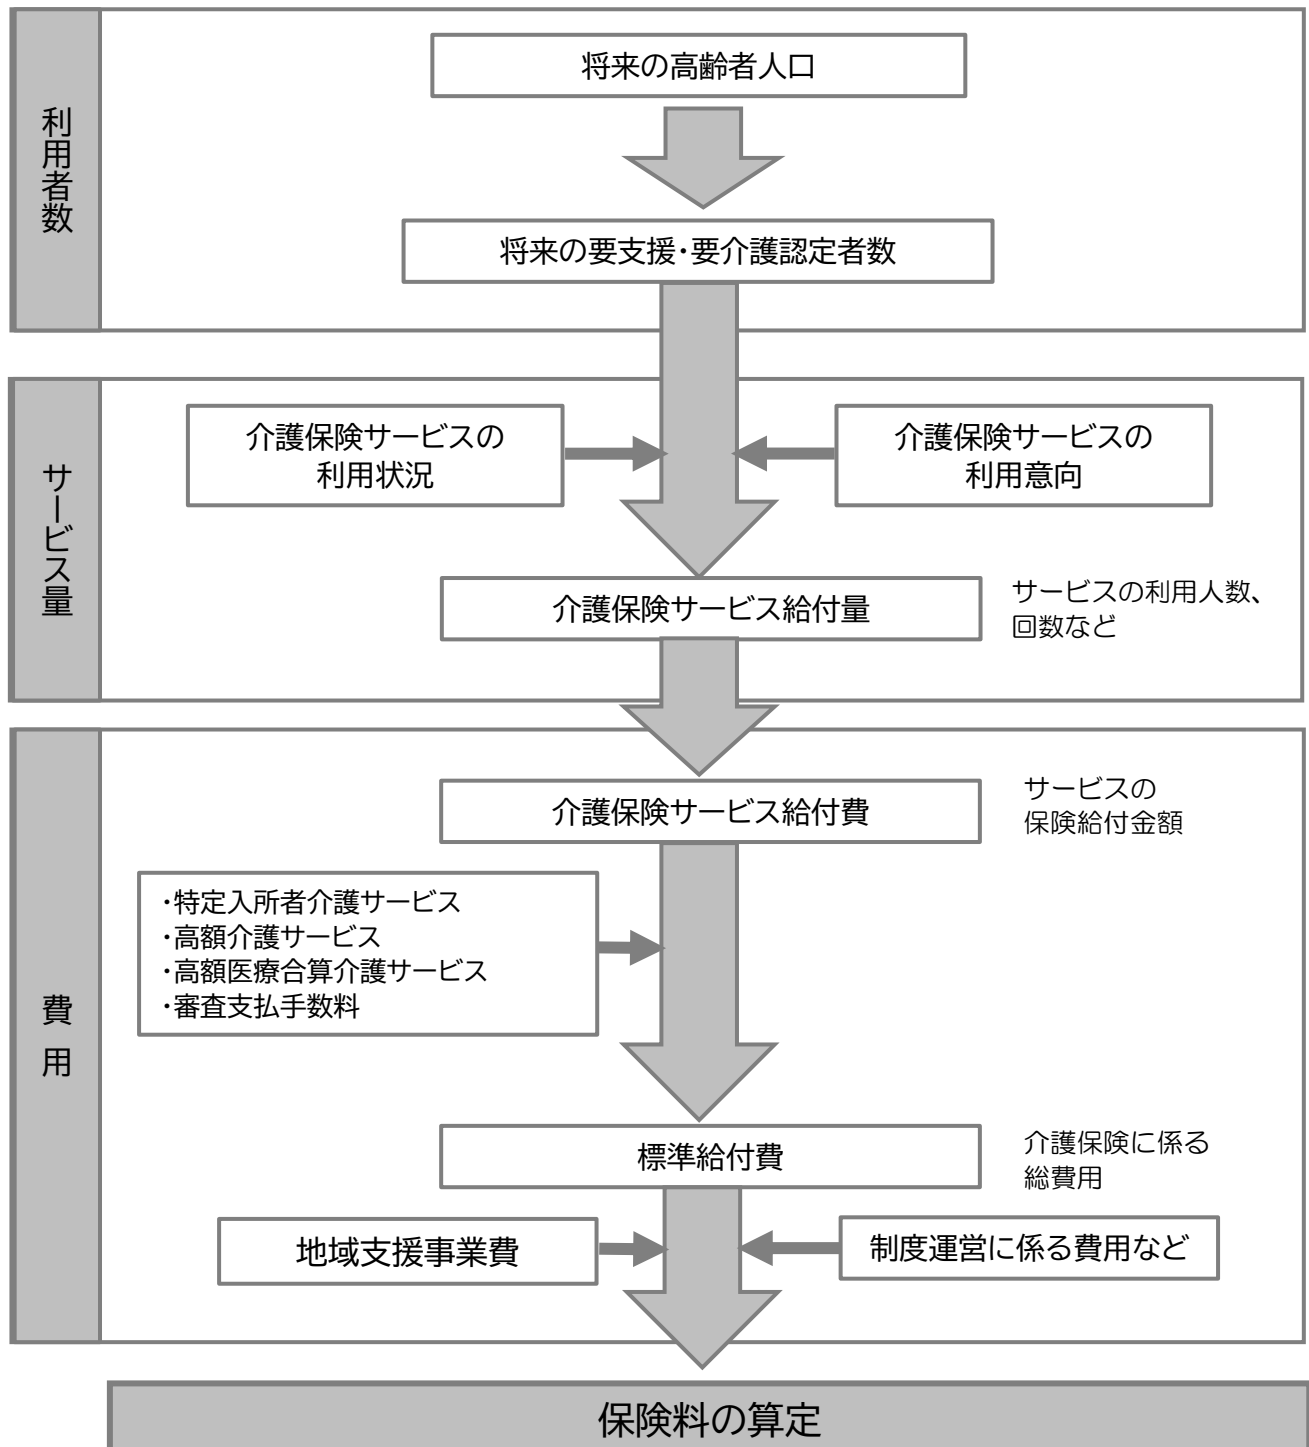 利用者数
将来の高齢者人口
将来の要支援・要介護認定者数
サービス量
介護保険サービスの
利用状況
介護保険サービスの
利用意向
介護保険サービス給付量
サービスの利用人数、
回数など
費用
介護保険サービス給付費
サービスの
保険給付金額
・特定入所者介護サービス
・高額介護サービス
・高額医療合算介護サービス
・審査支払手数料
標準給付費
介護保険に係る
総費用
地域支援事業費
制度運営に係る費用など
保険料の算定